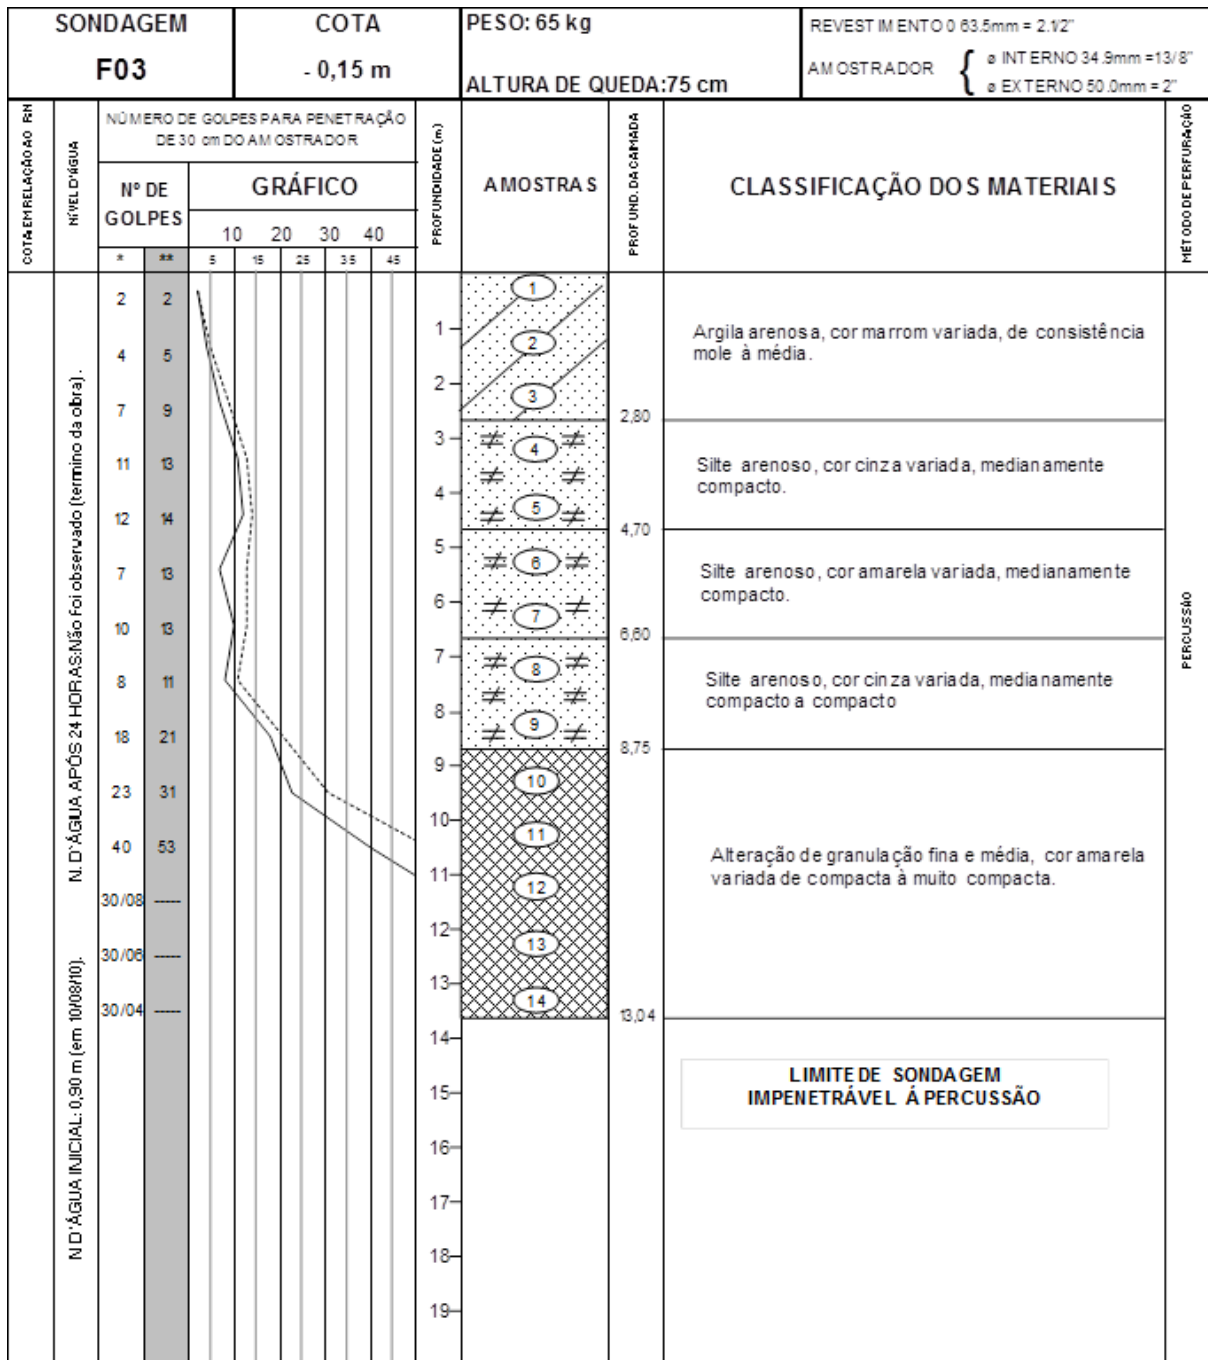 SONDAGEM
F03
COTA
- 0,15 m
PESO: 65 kg
ALTURA DE QUEDA:75 cm
REVESTIMENTO 0 63.5mm = 2.1/2"
AMOSTRADOR {
ø INTERNO 34.9mm =13/8"
ø EXTERNO 50.0mm = 2"
COTA EM RELAÇÃO AO RN
NÍVEL D'ÁGUA
NÚMERO DE GOLPES PARA PENETRAÇÃO
DE 30 cm DO AMOSTRADOR
Nº DE
GOLPES
GRÁFICO
10 20 30 40
* ** 5 15 25 35 45
PROFUNDIDADE (m)
AMOSTRAS
PROFUND. DA CAMADA
CLASSIFICAÇÃO DOS MATERIAIS
MÉTODO DE PERFURAÇÃO
N. D'ÁGUA APÓS 24 HORAS:Não foi observado (termino da obra).
N D'ÁGUA INICIAL: 0,90 m (em 10/08/10).
2 2
4 5
7 9
11 13
12 14
7 13
10 13
8 11
18 21
23 31
40 53
30/08 -----
30/06 -----
30/04 -----
1
2
3
4
5
6
7
8
9
10
11
12
13
14
15
16
17
18
19
1
2
3
4
5
6
7
8
9
10
11
12
13
14
2,80
4,70
6,60
8,75
13,04
Argila arenosa, cor marrom variada, de consistência
mole à média.
Silte arenoso, cor cinza variada, medianamente
compacto.
Silte arenoso, cor amarela variada, medianamente
compacto.
Silte arenoso, cor cinza variada, medianamente
compacto a compacto
Alteração de granulação fina e média, cor amarela
variada de compacta à muito compacta.
LIMITE DE SONDAGEM
IMPENETRÁVEL Á PERCUSSÃO
PERCUSSÃO